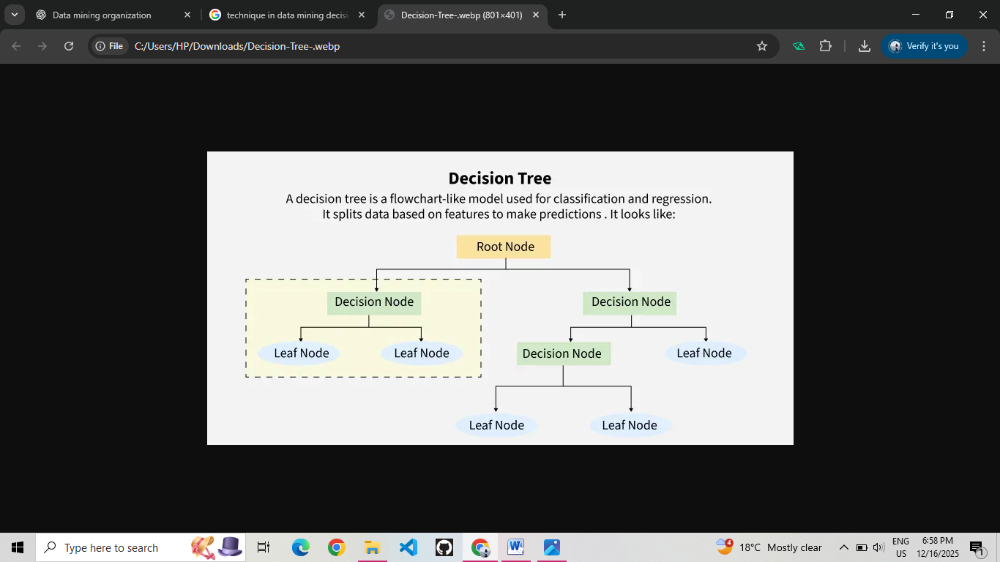 Data mining organization
technique in data mining decisi
Decision-Tree-.webp (801×401)
File
C:/Users/HP/Downloads/Decision-Tree-.webp
Verify it's you
Decision Tree
A decision tree is a flowchart-like model used for classification and regression.
It splits data based on features to make predictions . It looks like:
Root Node
Decision Node
Decision Node
Leaf Node
Leaf Node
Decision Node
Leaf Node
Leaf Node
Leaf Node
Type here to search
4
18°C Mostly clear
ENG
US
6:58 PM
12/16/2025
1